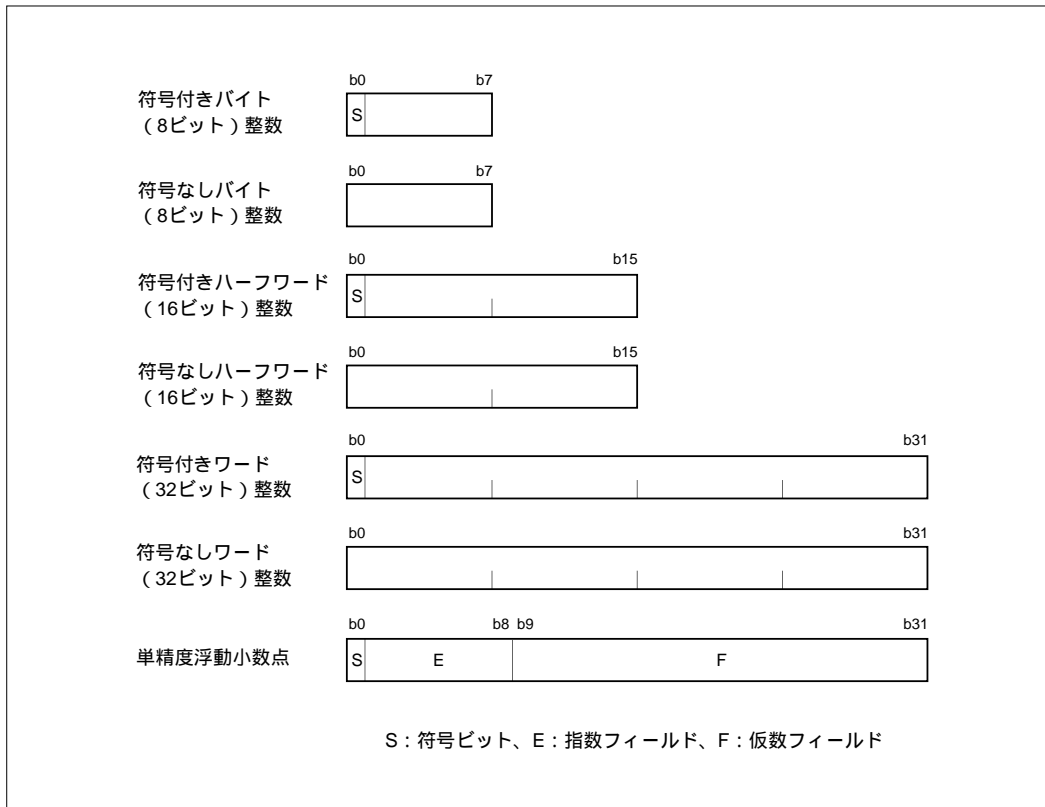 b0 b7
符号付きバイト
(8ビット)整数
S
b0 b7
符号なしバイト
(8ビット)整数
b0 b15
符号付きハーフワード
(16ビット)整数
S
b0 b15
符号なしハーフワード
(16ビット)整数
b0 b31
符号付きワード
(32ビット)整数
S
b0 b31
符号なしワード
(32ビット)整数
b0 b8 b9 b31
単精度浮動小数点 S E F
S:符号ビット、E:指数フィールド、F:仮数フィールド